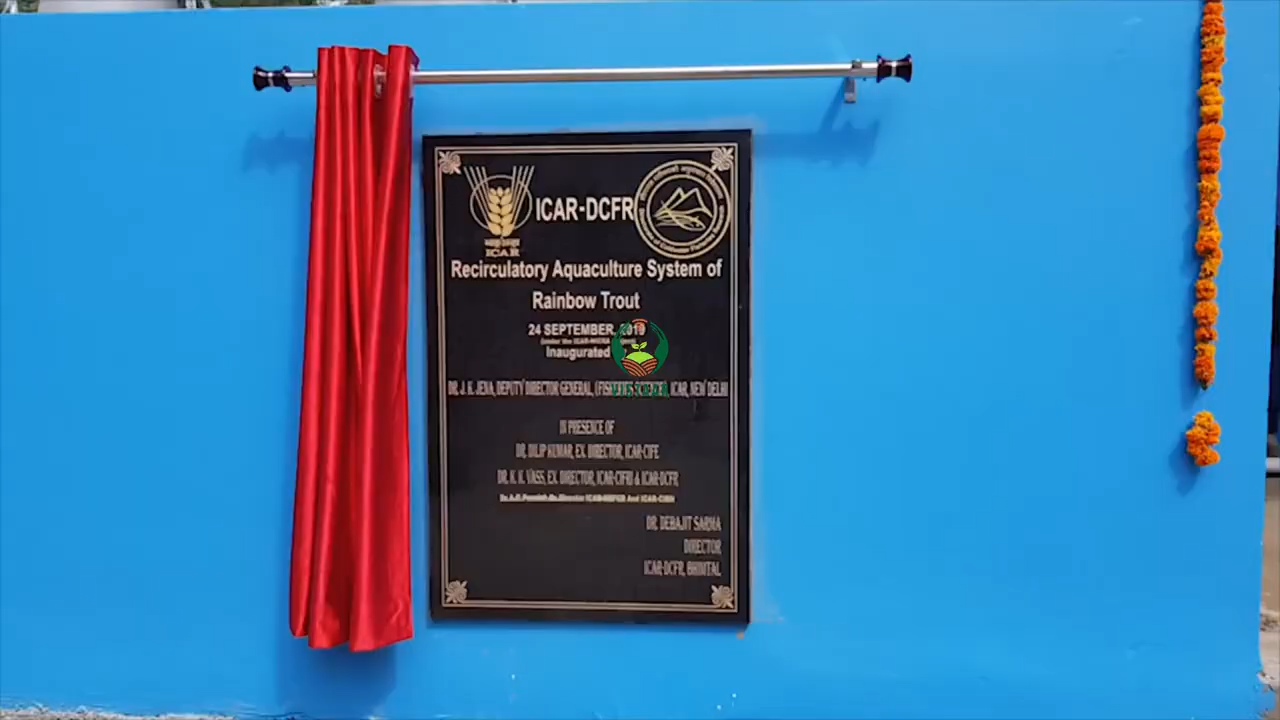 ICAR-DCFR
ICAR
Recirculatory Aquaculture System of
Rainbow Trout
24 SEPTEMBER, 2019
Inaugurated
DR. J. K. JENA, DEPUTY DIRECTOR GENERAL, ICAR, NEW DELHI
IN PRESENCE OF
DR. DILIP KUMAR, EX. DIRECTOR, ICAR-CIFE
DR. K. K. VASS, EX. DIRECTOR, ICAR-CIFRI & ICAR-DCFR
DR. DEBAJIT SARMA
DIRECTOR
ICAR-DCFR, BHIMTAL